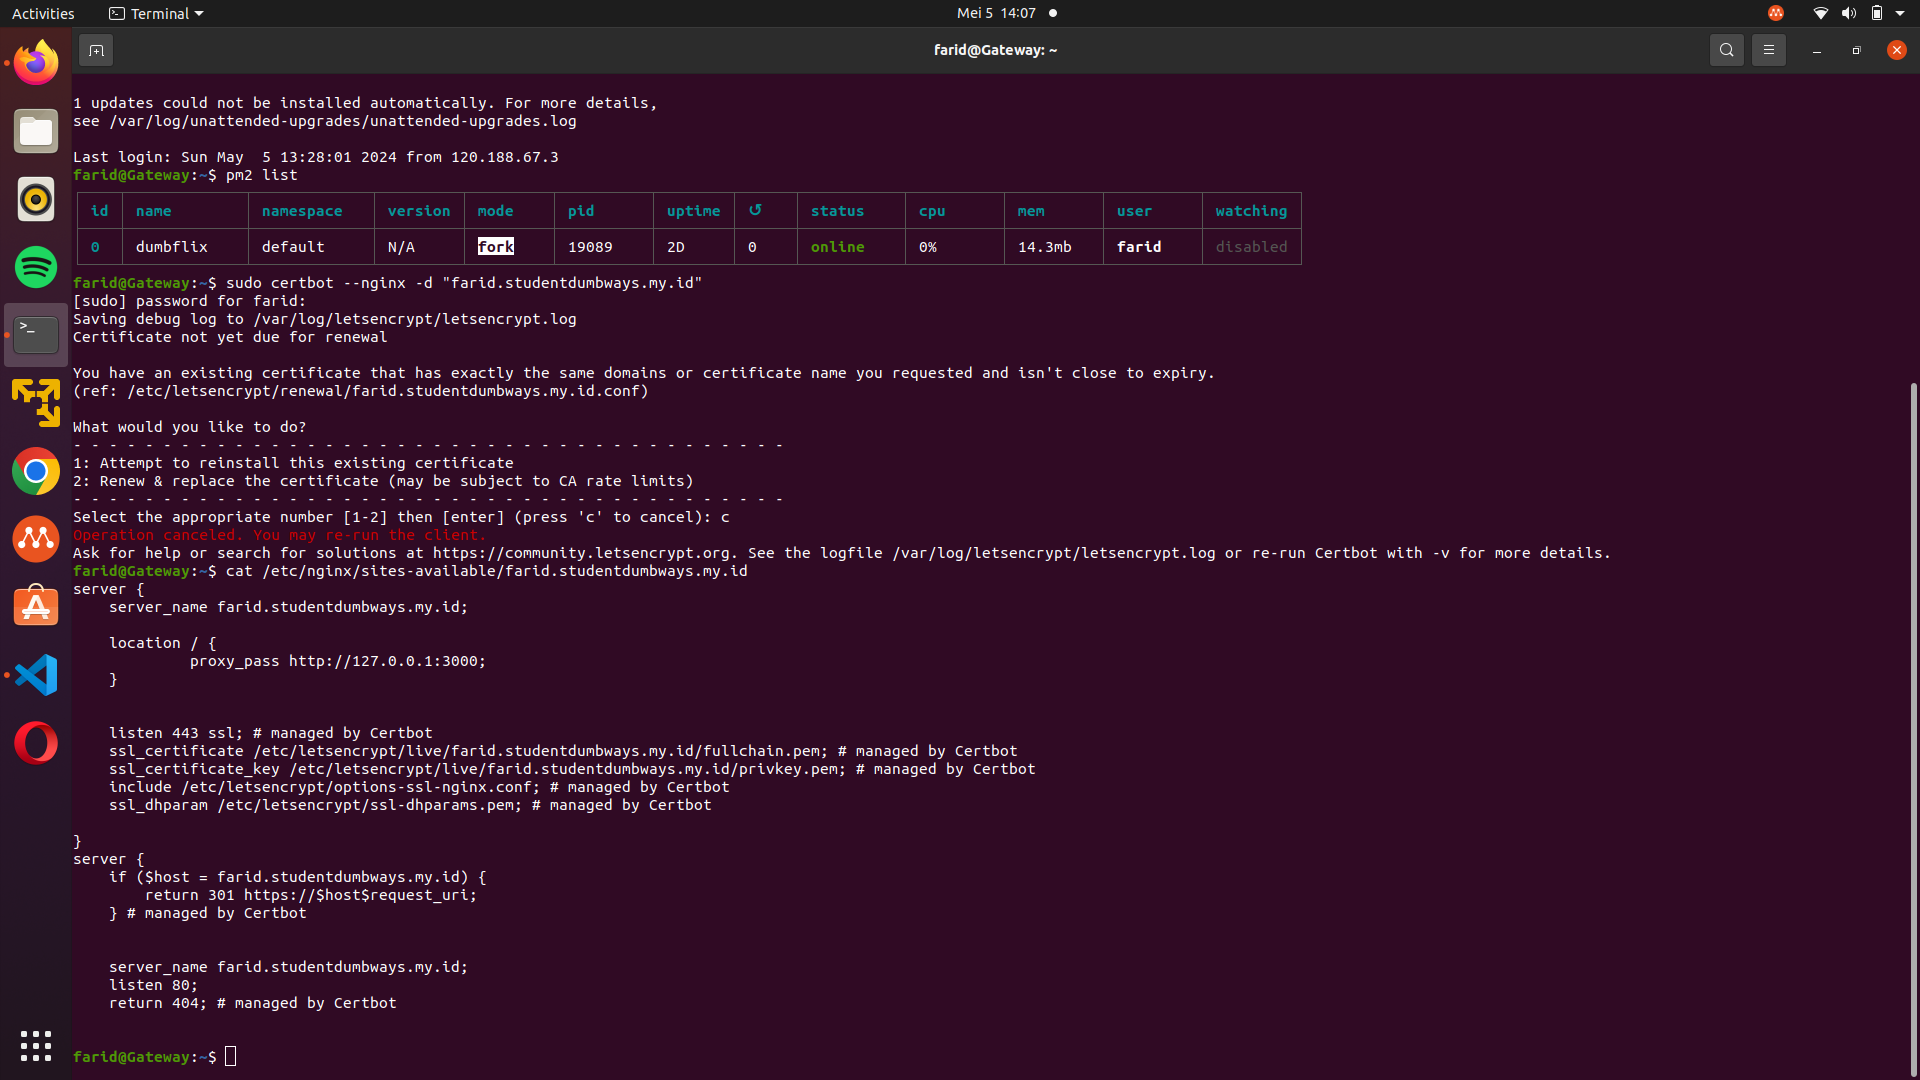 Activities Terminal Mei 5 14:07
farid@Gateway: ~
1 updates could not be installed automatically. For more details,
see /var/log/unattended-upgrades/unattended-upgrades.log
Last login: Sun May  5 13:28:01 2024 from 120.188.67.3
farid@Gateway:~$ pm2 list
id name namespace version mode pid uptime ↺ status cpu mem user watching
0 dumbflix default N/A fork 19089 2D 0 online 0% 14.3mb farid disabled
farid@Gateway:~$ sudo certbot --nginx -d "farid.studentdumbways.my.id"
[sudo] password for farid:
Saving debug log to /var/log/letsencrypt/letsencrypt.log
Certificate not yet due for renewal
You have an existing certificate that has exactly the same domains or certificate name you requested and isn't close to expiry.
(ref: /etc/letsencrypt/renewal/farid.studentdumbways.my.id.conf)
What would you like to do?
- - - - - - - - - - - - - - - - - - - - - - - - - - - - - - - - - - - - - - - -
1: Attempt to reinstall this existing certificate
2: Renew & replace the certificate (may be subject to CA rate limits)
- - - - - - - - - - - - - - - - - - - - - - - - - - - - - - - - - - - - - - - -
Select the appropriate number [1-2] then [enter] (press 'c' to cancel): c
Operation canceled. You may re-run the client.
Ask for help or search for solutions at https://community.letsencrypt.org. See the logfile /var/log/letsencrypt/letsencrypt.log or re-run Certbot with -v for more details.
farid@Gateway:~$ cat /etc/nginx/sites-available/farid.studentdumbways.my.id
server {
    server_name farid.studentdumbways.my.id;
    location / {
             proxy_pass http://127.0.0.1:3000;
    }
    listen 443 ssl; # managed by Certbot
    ssl_certificate /etc/letsencrypt/live/farid.studentdumbways.my.id/fullchain.pem; # managed by Certbot
    ssl_certificate_key /etc/letsencrypt/live/farid.studentdumbways.my.id/privkey.pem; # managed by Certbot
    include /etc/letsencrypt/options-ssl-nginx.conf; # managed by Certbot
    ssl_dhparam /etc/letsencrypt/ssl-dhparams.pem; # managed by Certbot
}
server {
    if ($host = farid.studentdumbways.my.id) {
        return 301 https://$host$request_uri;
    } # managed by Certbot
    server_name farid.studentdumbways.my.id;
    listen 80;
    return 404; # managed by Certbot
farid@Gateway:~$